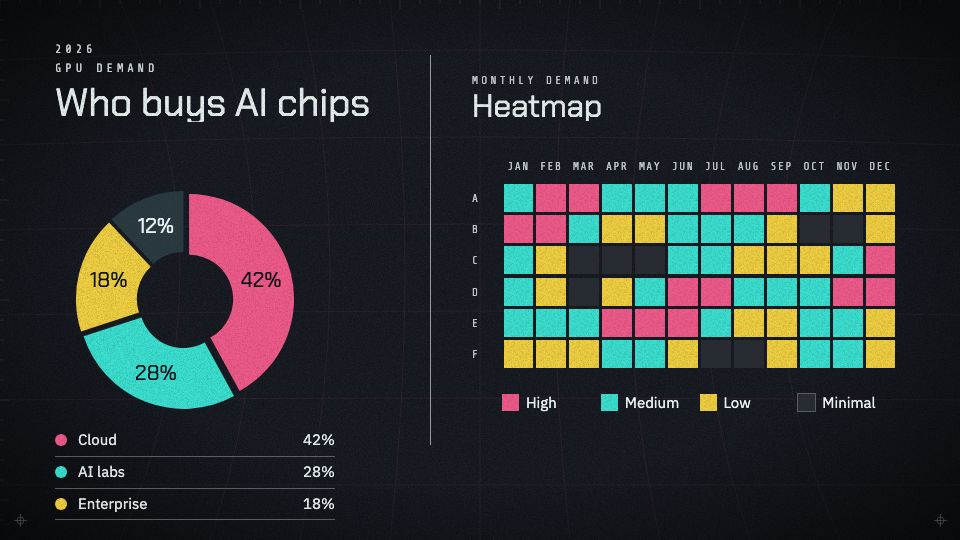 2026
GPU DEMAND
Who buys AI chips
12%
18%
42%
28%
Cloud 42%
AI labs 28%
Enterprise 18%
MONTHLY DEMAND
Heatmap
JAN FEB MAR APR MAY JUN JUL AUG SEP OCT NOV DEC
A
B
C
D
E
F
High Medium Low Minimal